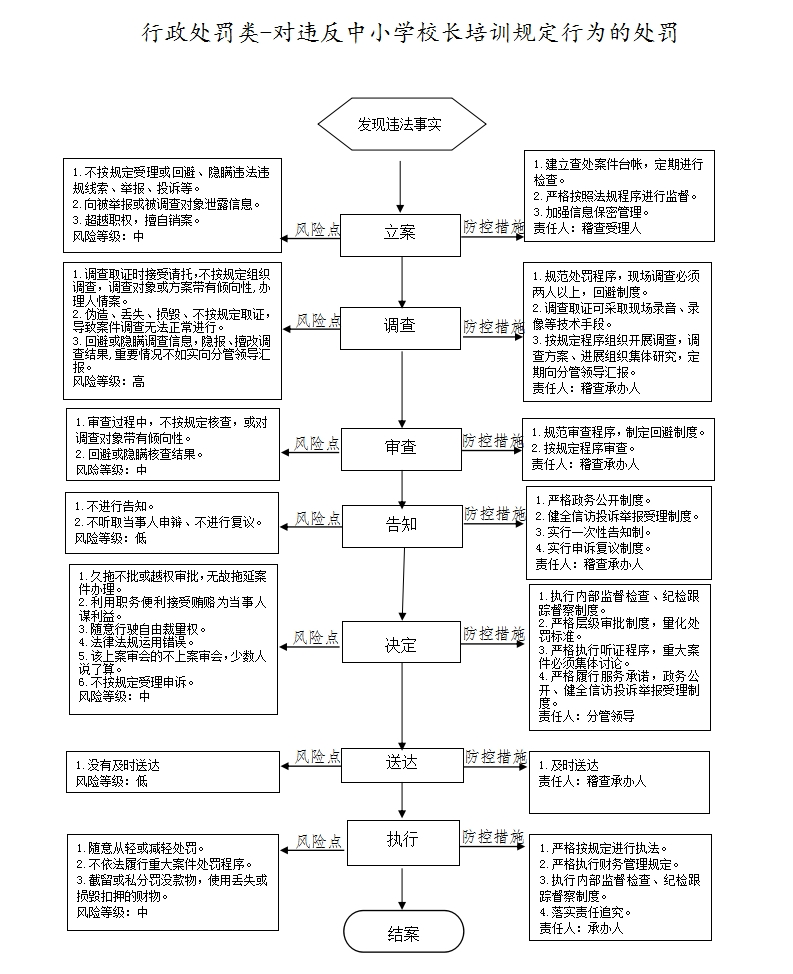 行政处罚类-对违反中小学校长培训规定行为的处罚
发现违法事实
1.不按规定受理或回避、隐瞒违法违
规线索、举报、投诉等。
2.向被举报或被调查对象泄露信息。
3.超越职权，擅自销案。
风险等级：中
风险点
立案
防控措施
1.建立查处案件台帐，定期进行
检查。
2.严格按照法规程序进行监督。
3.加强信息保密管理。
责任人：稽查受理人
1.调查取证时接受请托,不按规定组织
调查，调查对象或方案带有倾向性,办
理人情案。
2.伪造、丢失、损毁、不按规定取证，
导致案件调查无法正常进行。
3.回避或隐瞒调查信息，隐报、擅改调
查结果,重要情况不如实向分管领导汇
报。
风险等级：高
风险点
调查
防控措施
1.规范处罚程序，现场调查必须
两人以上，回避制度。
2.调查取证可采取现场录音、录
像等技术手段。
3.按规定程序组织开展调查，调
查方案、进展组织集体研究，定
期向分管领导汇报。
责任人：稽查承办人
1.审查过程中，不按规定核查，或对
调查对象带有倾向性。
2.回避或隐瞒核查结果。
风险等级：中
风险点
审查
防控措施
1.规范审查程序，制定回避制度。
2.按规定程序审查。
责任人：稽查承办人
1.不进行告知。
2.不听取当事人申辩、不进行复议。
风险等级：低
风险点
告知
防控措施
1.严格政务公开制度。
2.健全信访投诉举报受理制度。
3.实行一次性告知制。
4.实行申诉复议制度。
责任人：稽查承办人
1.久拖不批或越权审批，无故拖延案
件办理。
2.利用职务便利接受贿赂为当事人
谋利益。
3.随意行驶自由裁量权。
4.法律法规运用错误。
5.该上案审会的不上案审会,少数人
说了算。
6.不按规定受理申诉。
风险等级：中
风险点
决定
防控措施
1.执行内部监督检查、纪检跟
踪督察制度。
2.严格层级审批制度，量化处
罚标准。
3.严格执行听证程序，重大案
件必须集体讨论。
4.严格履行服务承诺，政务公
开、健全信访投诉举报受理制
度。
责任人：分管领导
1.没有及时送达
风险等级：低
风险点
送达
防控措施
1.及时送达
责任人：稽查承办人
1.随意从轻或减轻处罚。
2.不依法履行重大案件处罚程序。
3.截留或私分罚没款物，使用丢失或
损毁扣押的财物。
风险等级：中
风险点
执行
防控措施
1.严格按规定进行执法。
2.严格执行财务管理规定。
3.执行内部监督检查、纪检跟
踪督察制度。
4.落实责任追究。
责任人：承办人
结案